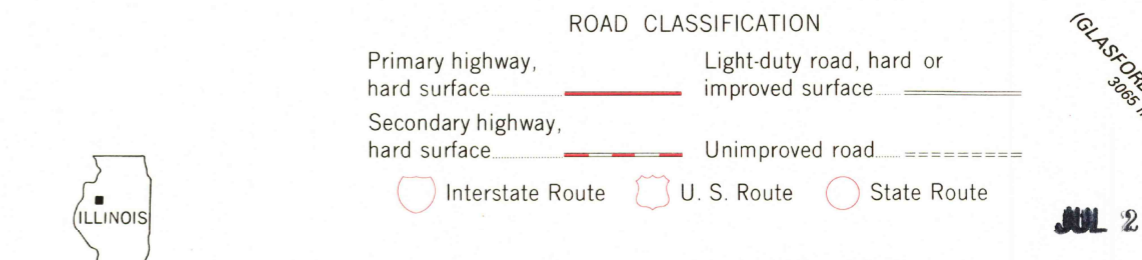 ROAD CLASSIFICATION
Primary highway,
hard surface
Light-duty road, hard or
improved surface
Secondary highway,
hard surface
Unimproved road
Interstate Route
U. S. Route
State Route
ILLINOIS
JUL 2